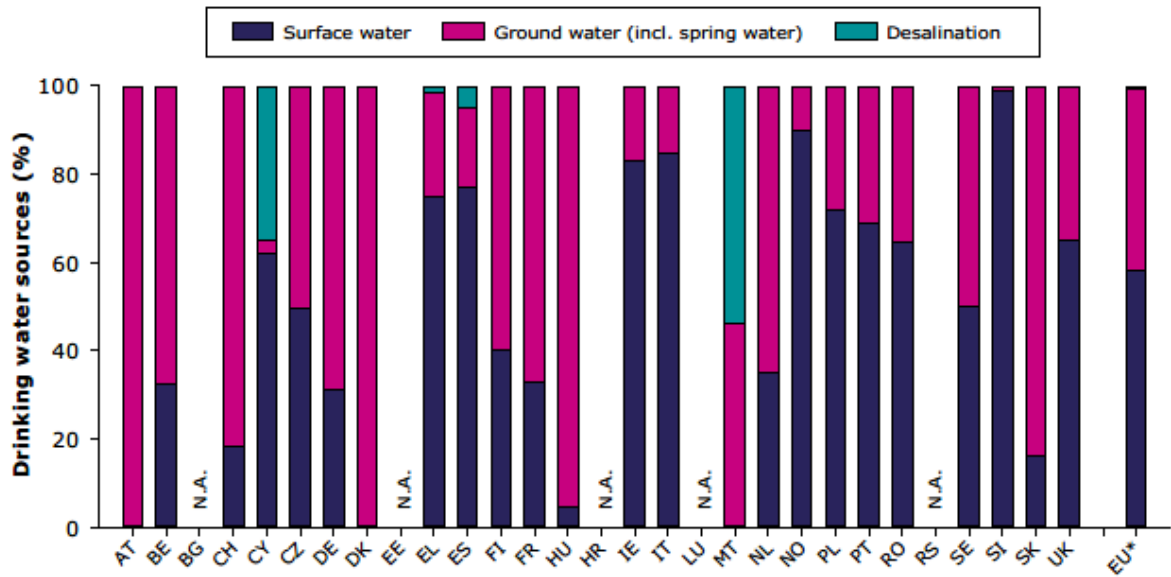 Surface water Ground water (incl. spring water) Desalination
Drinking water sources (%)
100
80
60
40
20
0
N.A. N.A. N.A. N.A. N.A.
AT BE BG CH CY CZ DE DK EE EL ES FI FR HU HR IE IT LU MT NL NO PL PT RO RS SE SI SK UK EU*